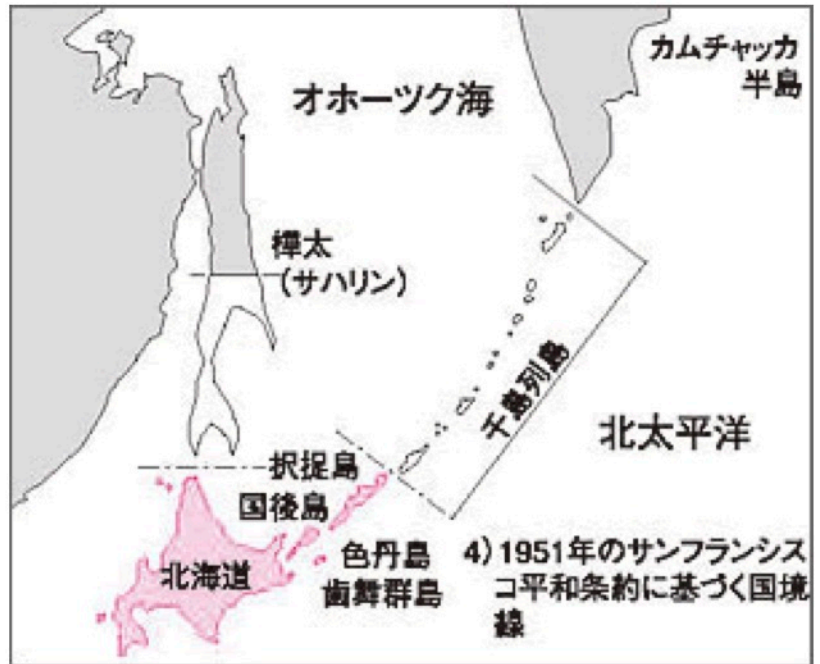 カムチャッカ
半島
オホーツク海
樺太
(サハリン)
千島列島
北太平洋
択捉島
国後島
北海道
色丹島
歯舞群島
4)1951年のサンフランシス
コ平和条約に基づく国境
線